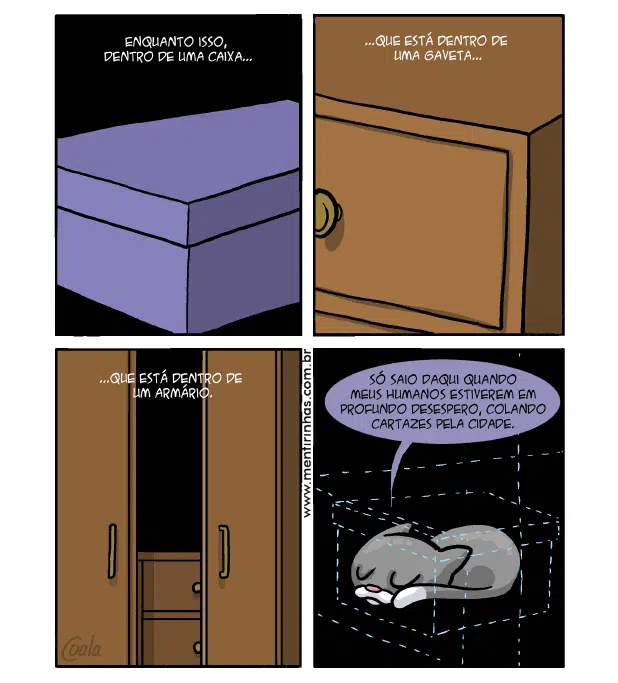 ENQUANTO ISSO,
DENTRO DE UMA CAIXA...
...QUE ESTÁ DENTRO DE
UMA GAVETA...
...QUE ESTÁ DENTRO DE
UM ARMÁRIO.
www.mentirinhas.com.br
SÓ SAIO DAQUI QUANDO
MEUS HUMANOS ESTIVEREM EM
PROFUNDO DESESPERO, COLANDO
CARTAZES PELA CIDADE.
Coala